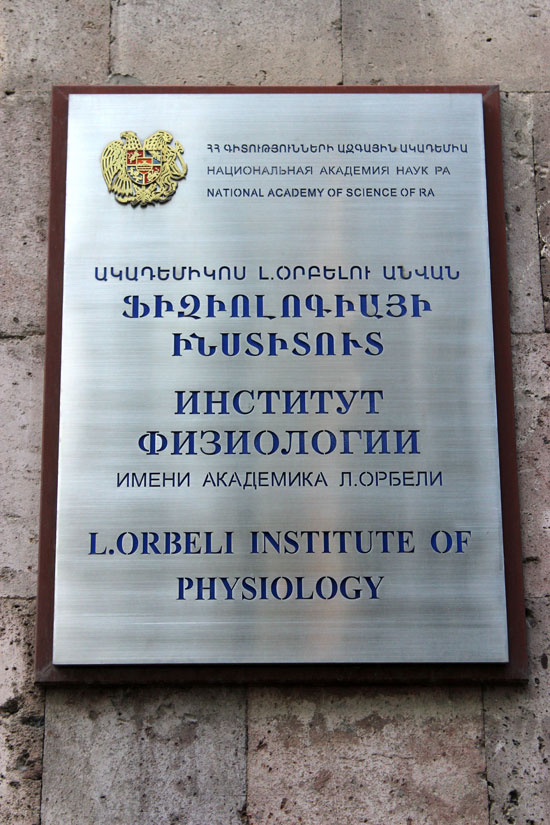 ՀՀ ԳԻՏՈՒԹՅՈՒՆՆԵՐԻ ԱԶԳԱՅԻՆ ԱԿԱԴԵՄԻԱ
НАЦИОНАЛЬНАЯ АКАДЕМИЯ НАУК РА
NATIONAL ACADEMY OF SCIENCE OF RA
ԱԿԱԴԵՄԻԿՈՍ Լ.ՕՐԲԵԼՈՒ ԱՆՎԱՆ
ՖԻԶԻՈԼՈԳԻԱՅԻ
ԻՆՍՏԻՏՈՒՏ
ИНСТИТУТ
ФИЗИОЛОГИИ
ИМЕНИ АКАДЕМИКА Л.ОРБЕЛИ
L.ORBELI INSTITUTE OF
PHYSIOLOGY